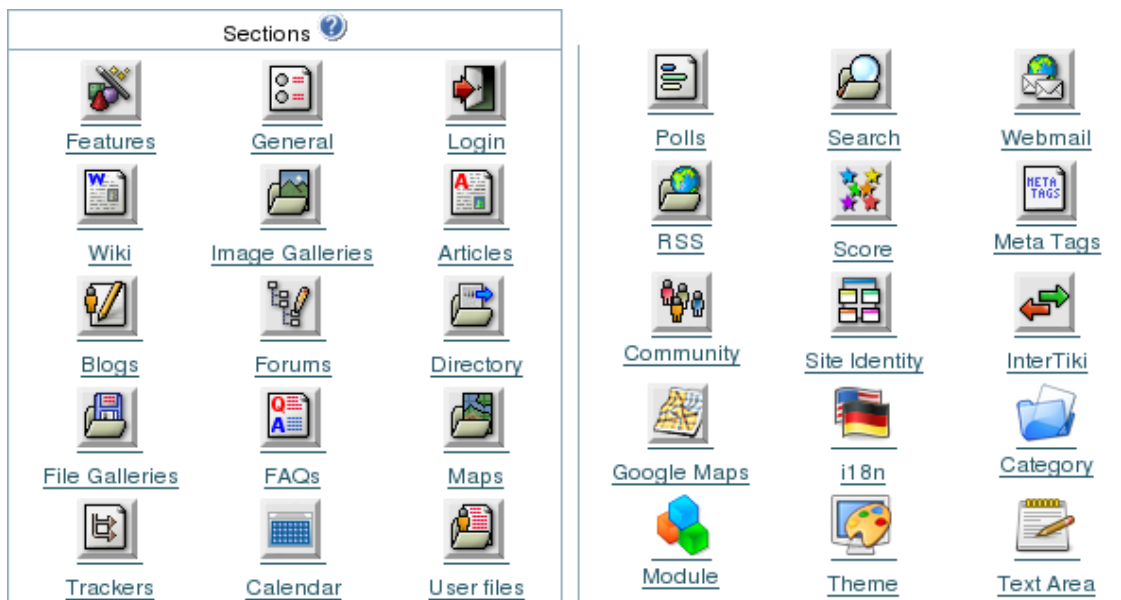 Sections ?
Features General Login
W
A
Wiki Image Galleries Articles
Blogs Forums Directory
Q
A
File Galleries FAQs Maps
Trackers Calendar User files
Polls Search Webmail
META
TAGS
RSS Score Meta Tags
Community Site Identity InterTiki
Google Maps i18n Category
Module Theme Text Area